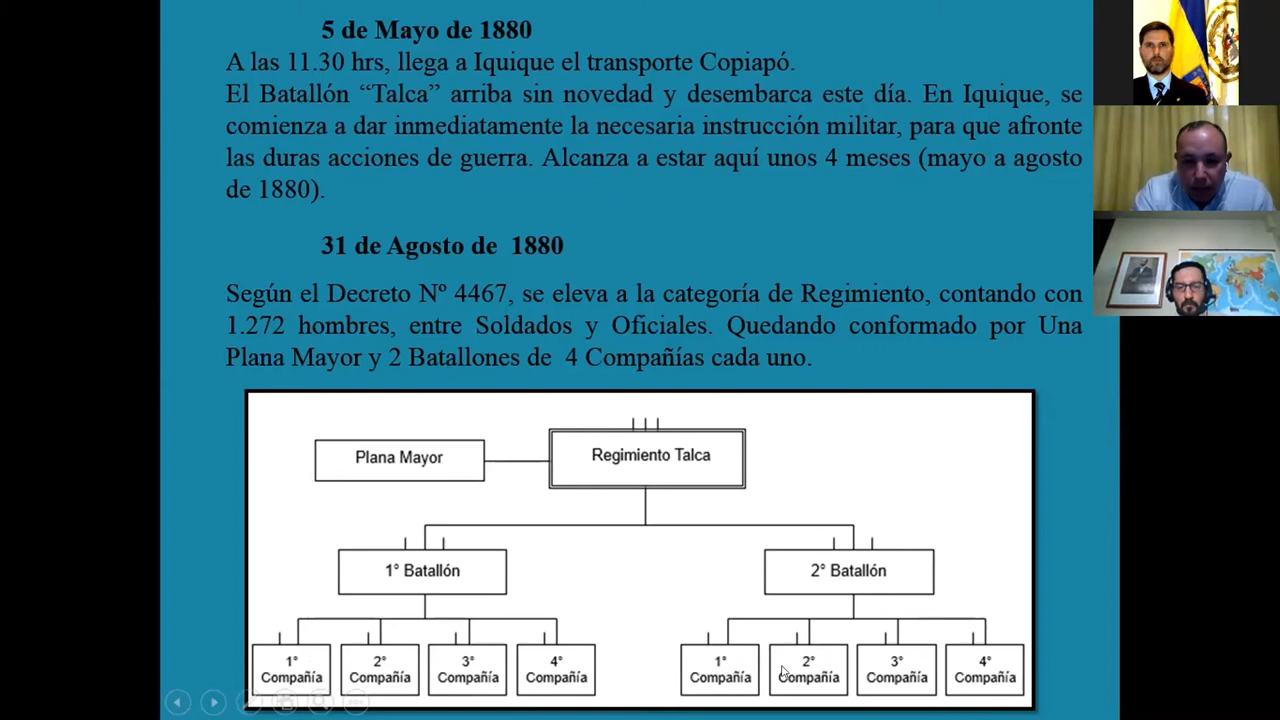 5 de Mayo de 1880
A las 11.30 hrs, llega a Iquique el transporte Copiapó.
El Batallón “Talca” arriba sin novedad y desembarca este día. En Iquique, se
comienza a dar inmediatamente la necesaria instrucción militar, para que afronte
las duras acciones de guerra. Alcanza a estar aquí unos 4 meses (mayo a agosto
de 1880).
31 de Agosto de 1880
Según el Decreto Nº 4467, se eleva a la categoría de Regimiento, contando con
1.272 hombres, entre Soldados y Oficiales. Quedando conformado por Una
Plana Mayor y 2 Batallones de 4 Compañías cada uno.
Plana Mayor
Regimiento Talca
1° Batallón
2° Batallón
1° Compañía
2° Compañía
3° Compañía
4° Compañía
1° Compañía
2° Compañía
3° Compañía
4° Compañía